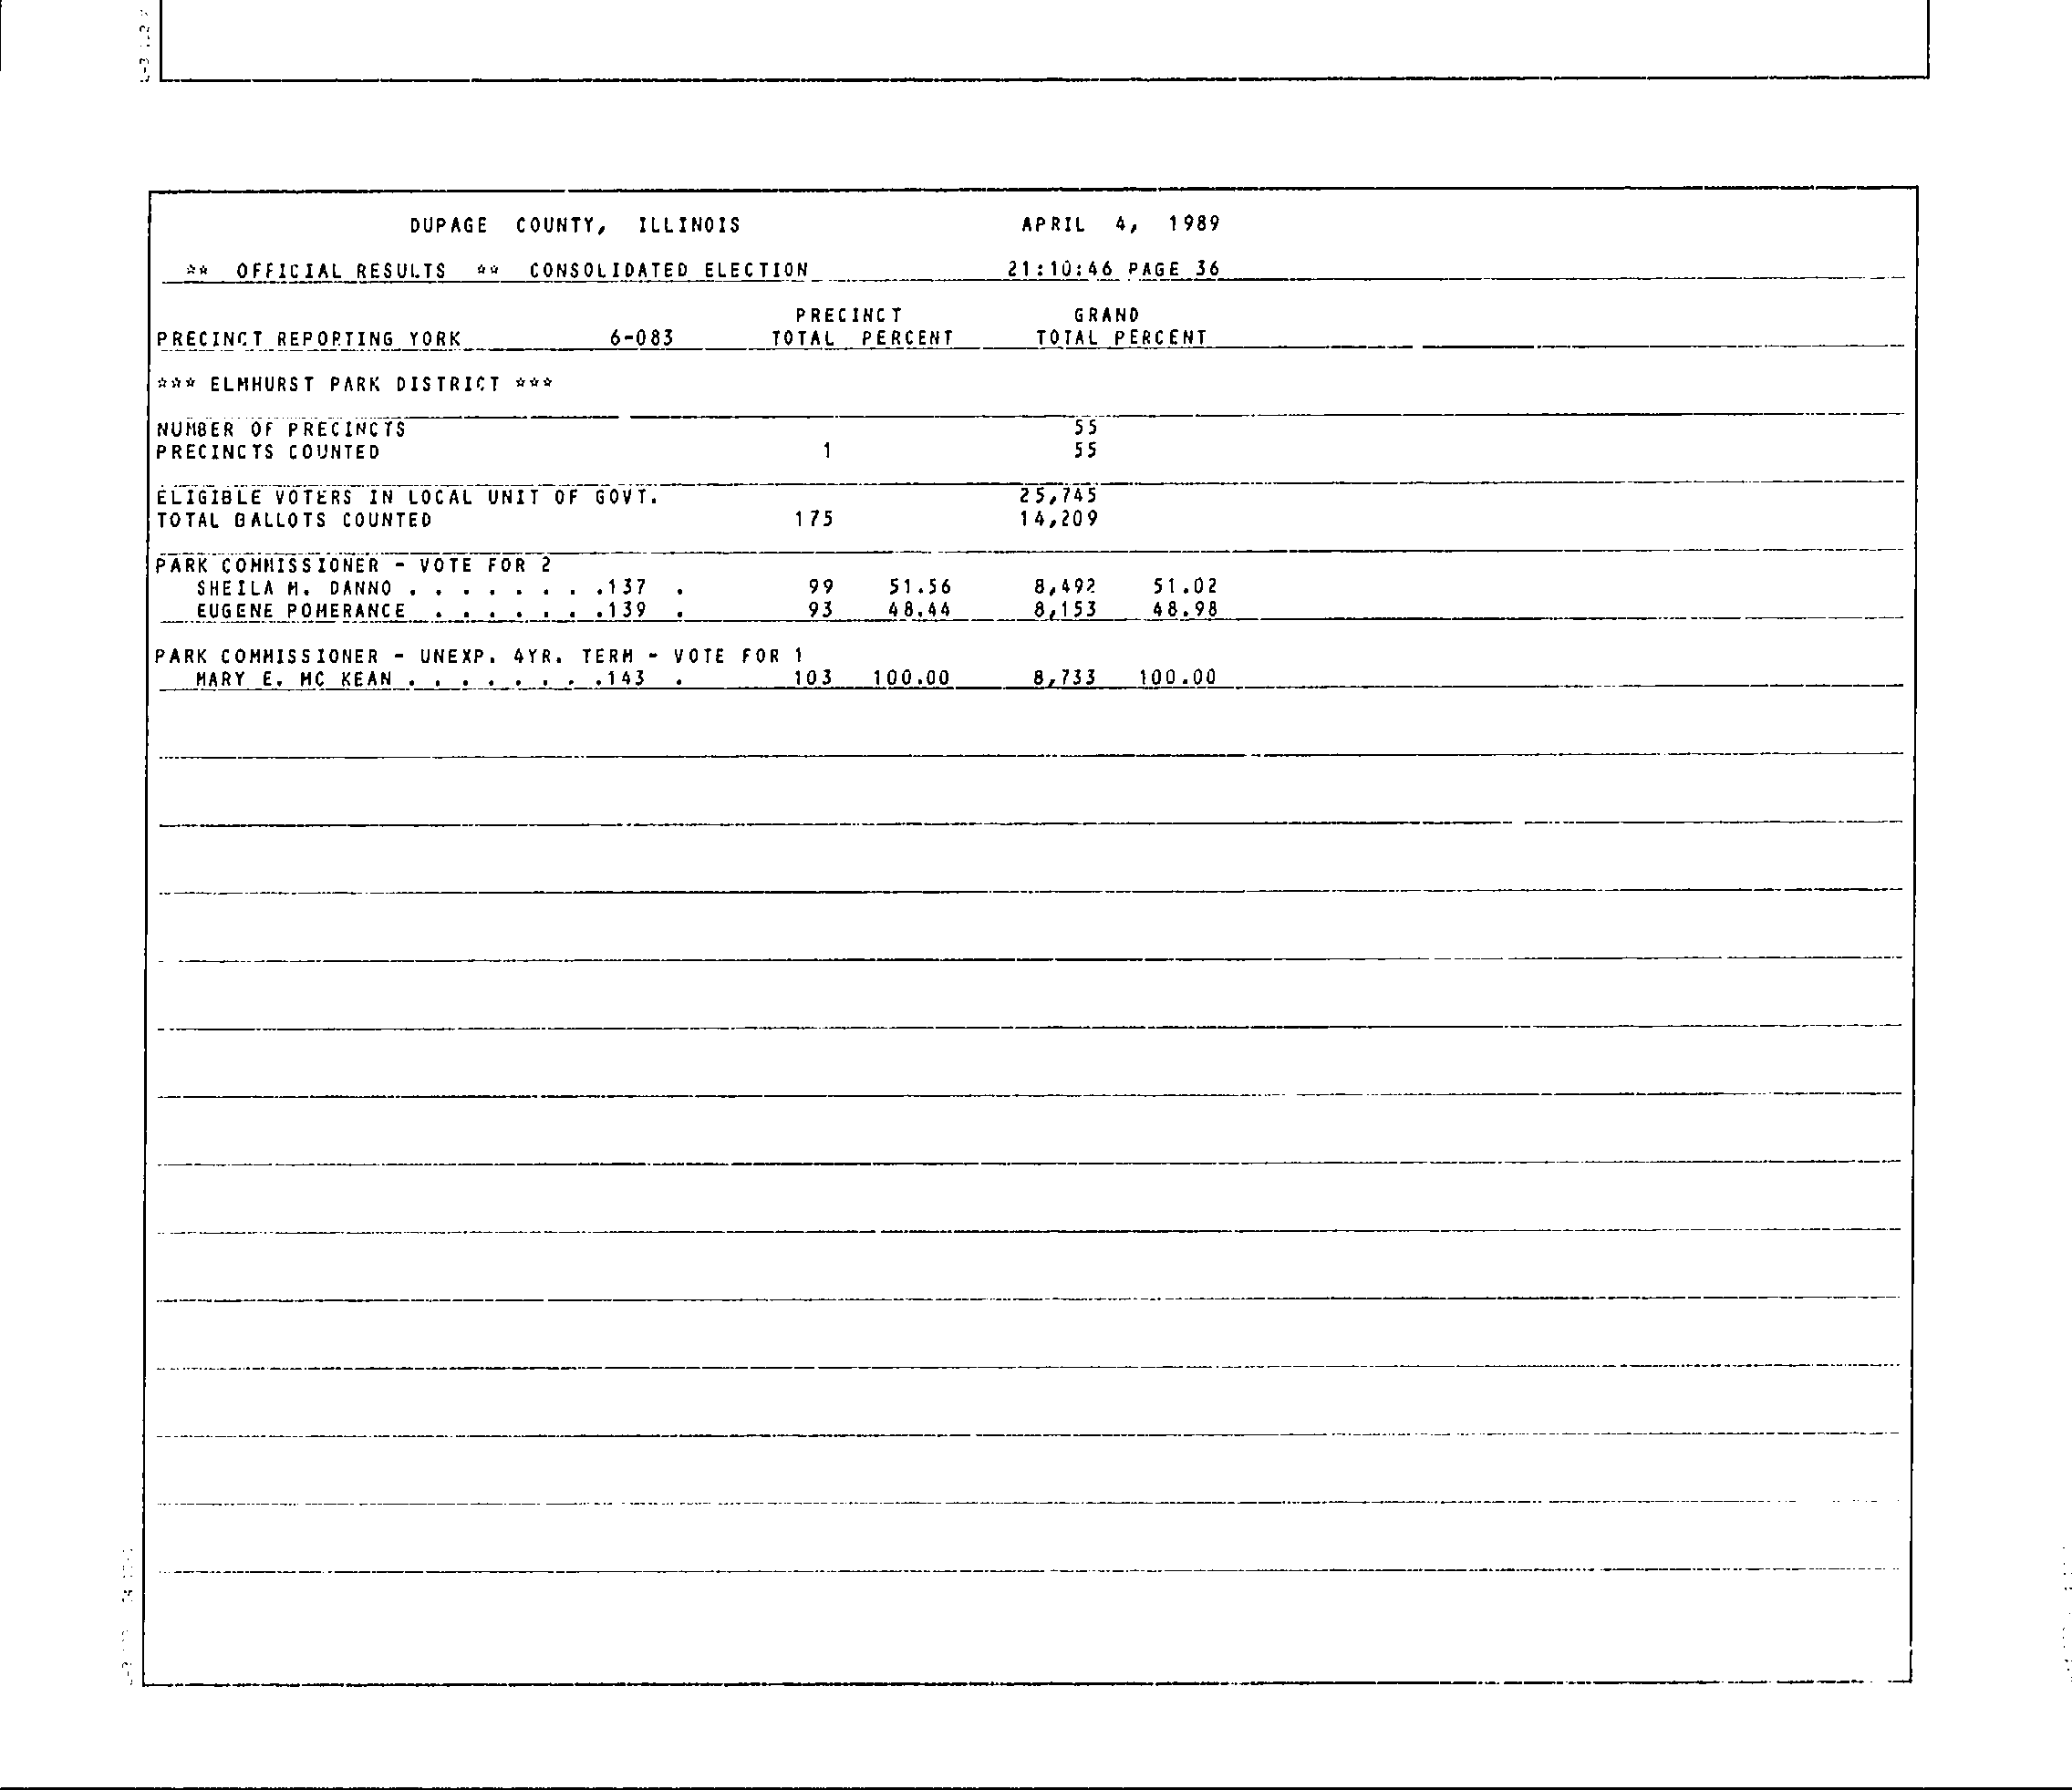 DUPAGE COUNTY, ILLINOIS APRIL 4, 1989
** OFFICIAL RESULTS ** CONSOLIDATED ELECTION 21:10:46 PAGE 36
PRECINCT GRAND
PRECINCT REPORTING YORK 6-083 TOTAL PERCENT TOTAL PERCENT
*** ELMHURST PARK DISTRICT ***
NUMBER OF PRECINCTS 55
PRECINCTS COUNTED 1 55
ELIGIBLE VOTERS IN LOCAL UNIT OF GOVT. 25,745
TOTAL BALLOTS COUNTED 175 14,209
PARK COMMISSIONER - VOTE FOR 2
SHEILA M. DANNO . . . . . . . .137 . 99 51.56 8,492 51.02
EUGENE POMERANCE . . . . . . .139 . 93 48.44 8,153 48.98
PARK COMMISSIONER - UNEXP. 4YR. TERM - VOTE FOR 1
MARY E. MC KEAN . . . . . . . .143 . 103 100.00 8,733 100.00